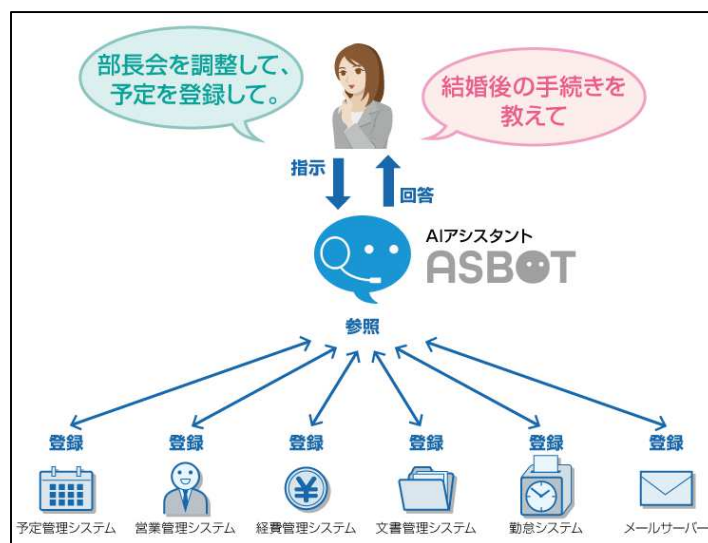 部長会を調整して、
予定を登録して。
結婚後の手続きを
教えて
指示
回答
AIアシスタント
ASBOT
参照
登録
登録
登録
登録
登録
登録
予定管理システム
営業管理システム
経費管理システム
文書管理システム
勤怠システム
メールサーバー